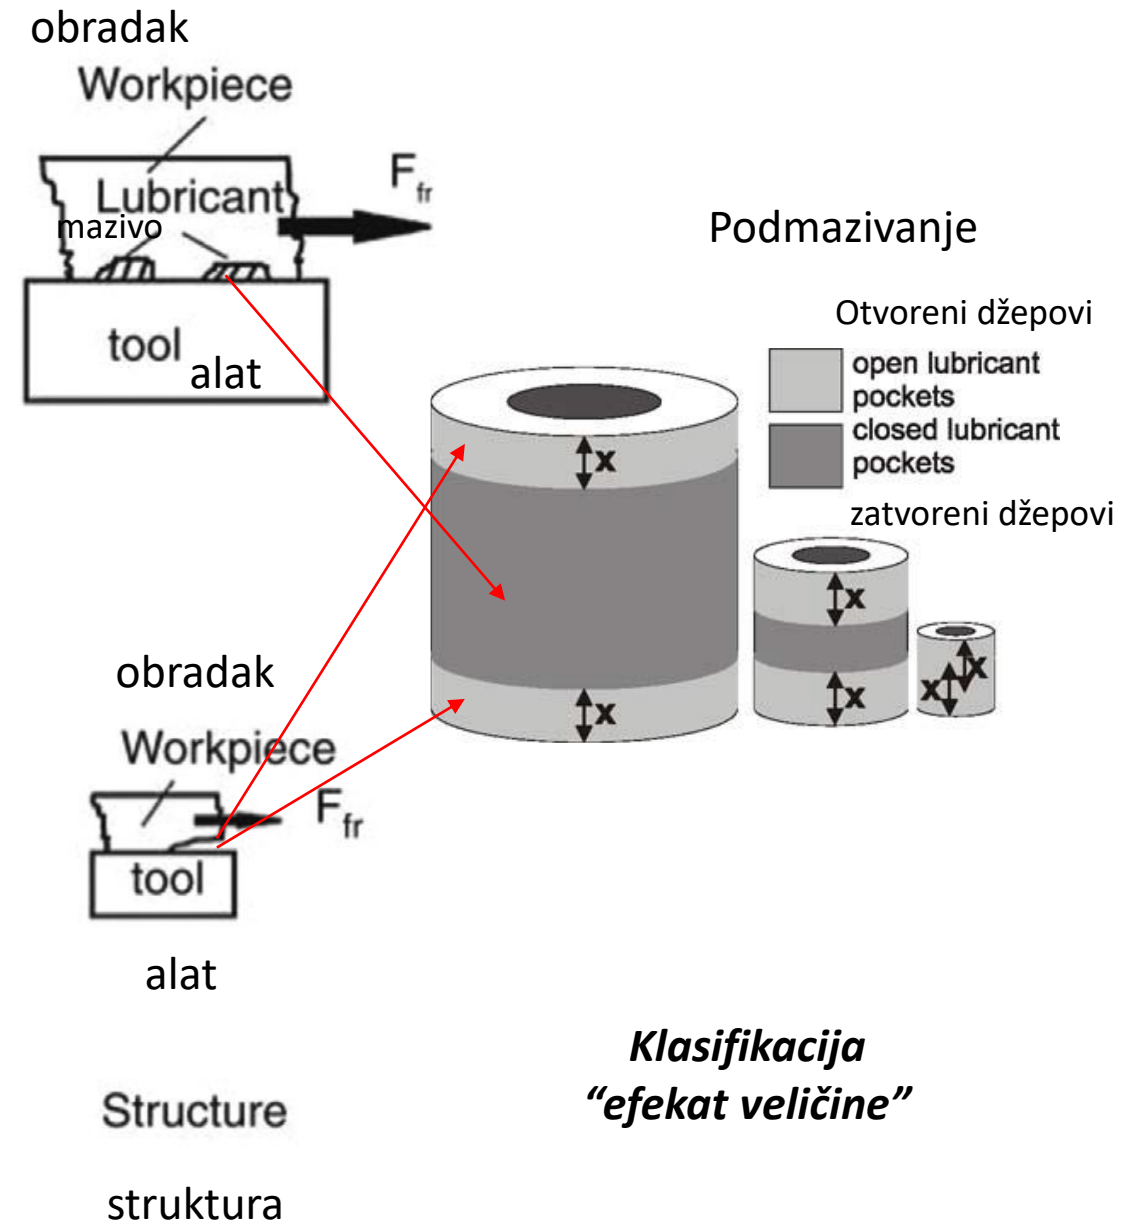 obradak
Workpiece
Lubricant
mazivo
F fr
tool
alat
Podmazivanje
Otvoreni džepovi
open lubricant
pockets
closed lubricant
pockets
zatvoreni džepovi
x
x
x
x
x
x
obradak
Workpiece
F fr
tool
alat
Klasifikacija
“efekat veličine”
Structure
struktura